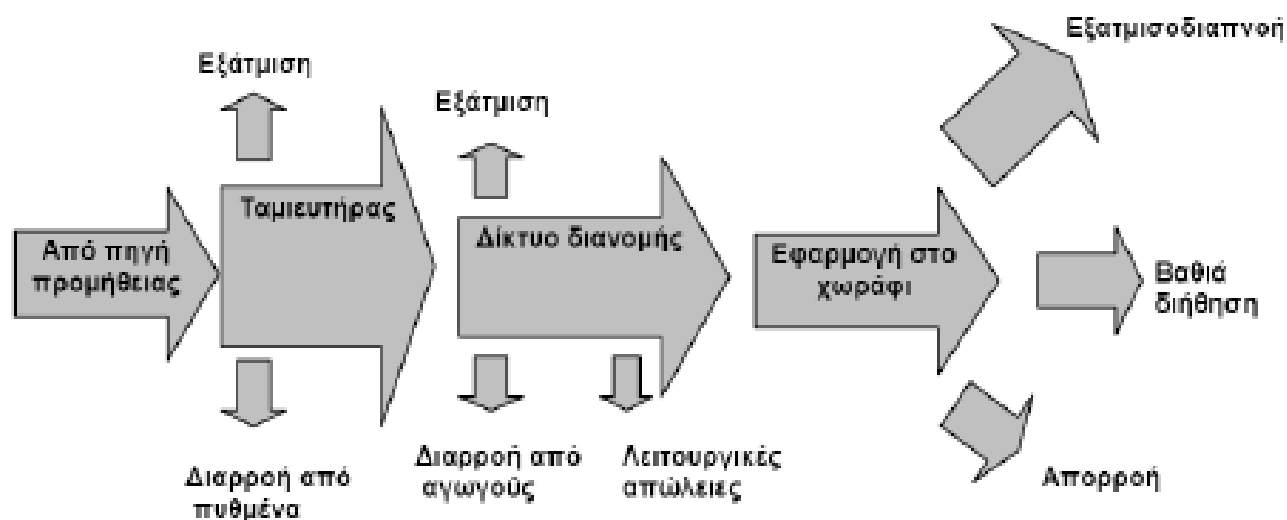 Εξατμισοδιαπνοή
Εξάτμιση
Εξάτμιση
Ταμιευτήρας
Από πηγή
προμήθειας
Δίκτυο διανομής
Εφαρμογή στο
χωράφι
Βαθιά
διήθηση
Διαρροή από
πυθμένα
Διαρροή από
αγωγούς
Λειτουργικές
απώλειες
Απορροή